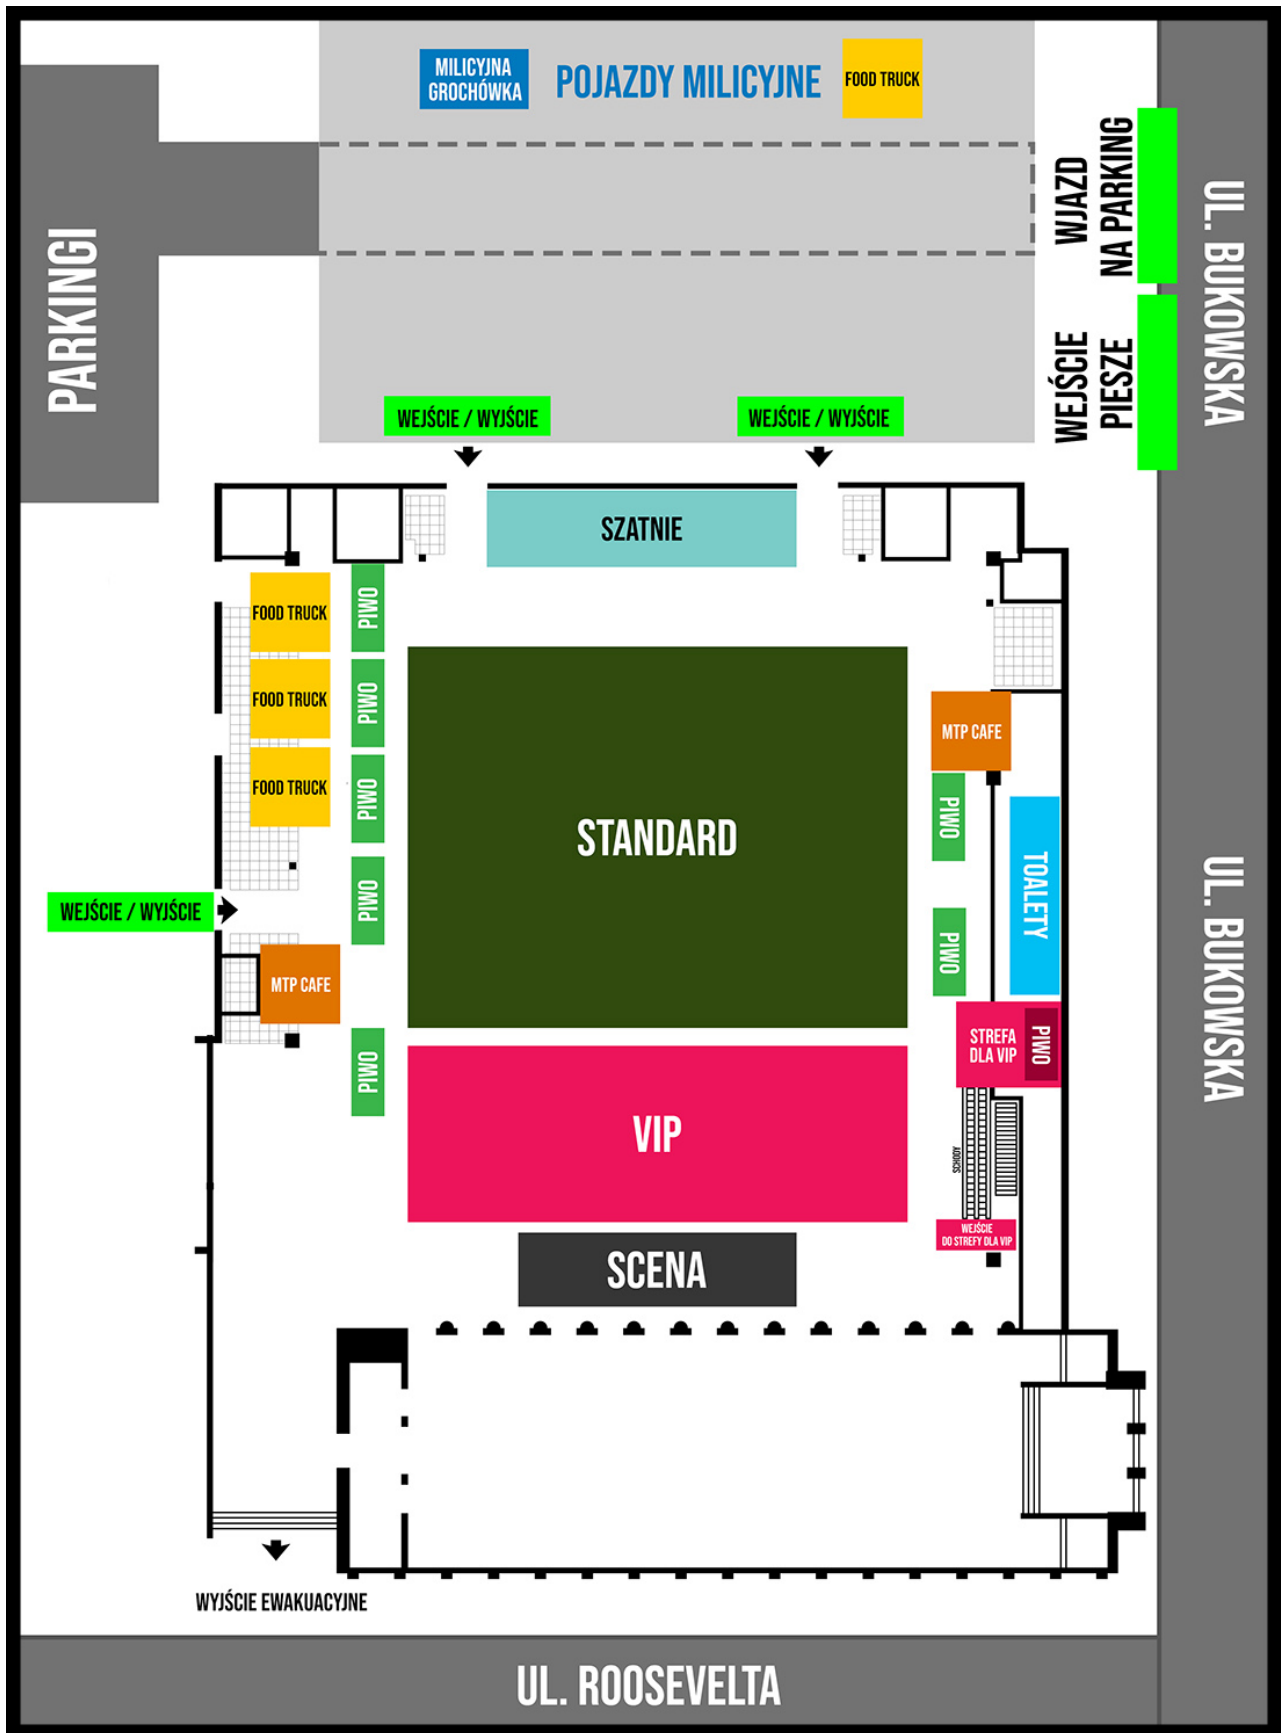 MILICYJNA
GROCHÓWKA
POJAZDY MILICYJNE
FOOD TRUCK
WJAZD
NA PARKING
UL. BUKOWSKA
PARKINGI
WEJŚCIE
PIESZE
WEJŚCIE / WYJŚCIE
WEJŚCIE / WYJŚCIE
SZATNIE
FOOD TRUCK
PIWO
FOOD TRUCK
PIWO
MTP CAFE
FOOD TRUCK
PIWO
PIWO
STANDARD
TOALETY
UL. BUKOWSKA
WEJŚCIE / WYJŚCIE
PIWO
PIWO
MTP CAFE
STREFA
DLA VIP
PIWO
PIWO
VIP
SCHODY
WEJŚCIE
DO STREFY DLA VIP
SCENA
WYJŚCIE EWAKUACYJNE
UL. ROOSEVELTA